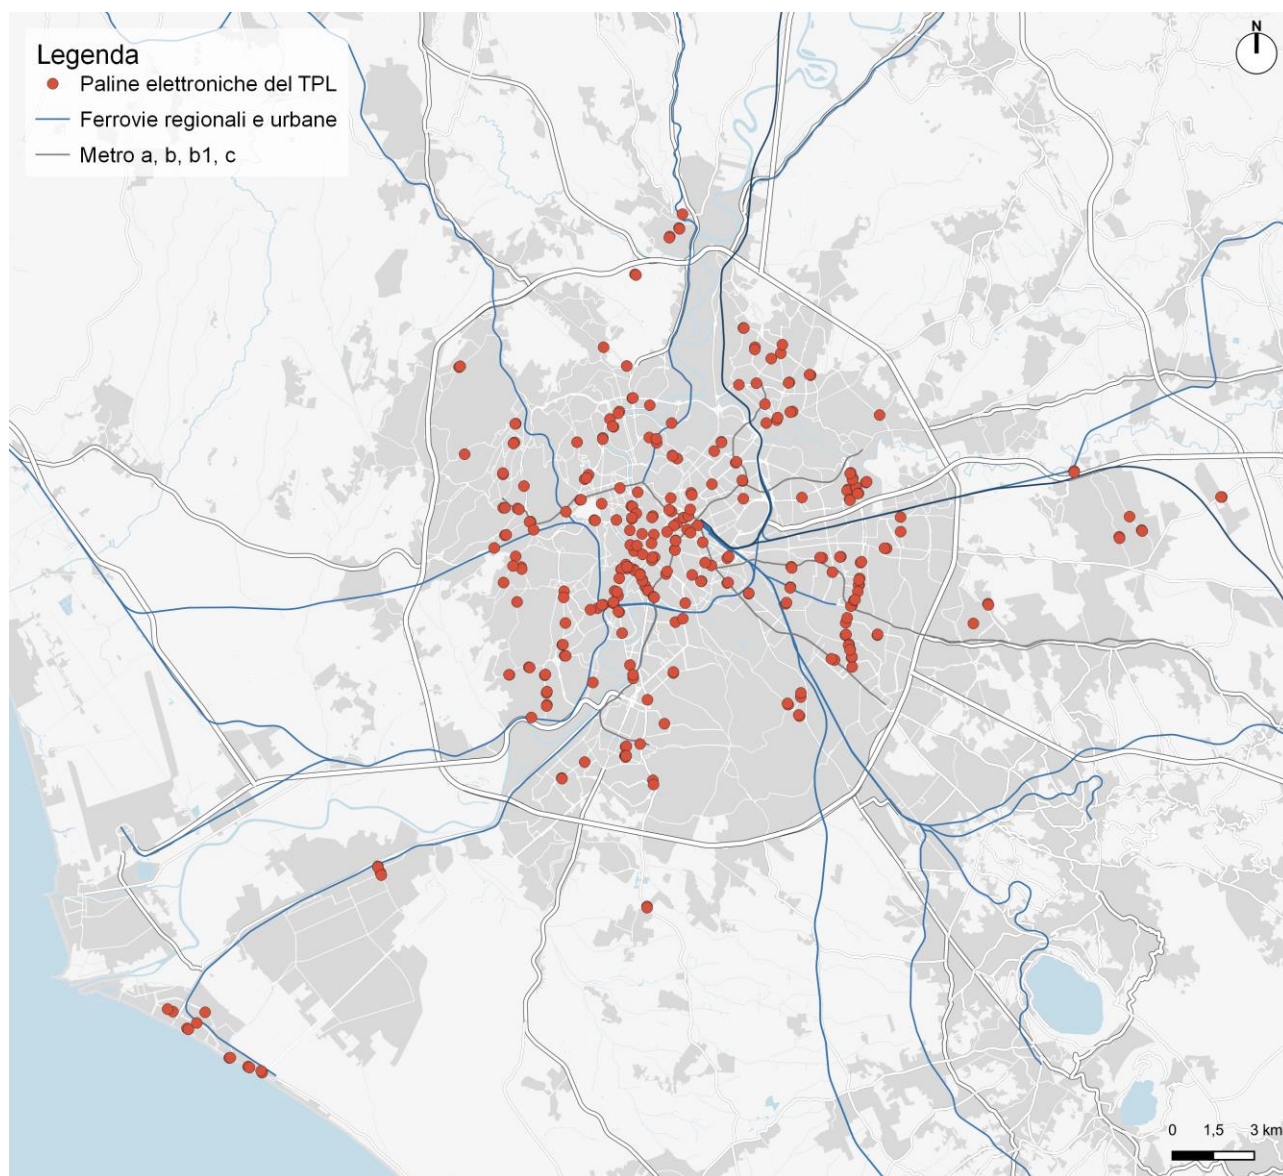 Legenda
Paline elettroniche del TPL
Ferrovie regionali e urbane
Metro a, b, b1, c
N
0 1,5 3 km